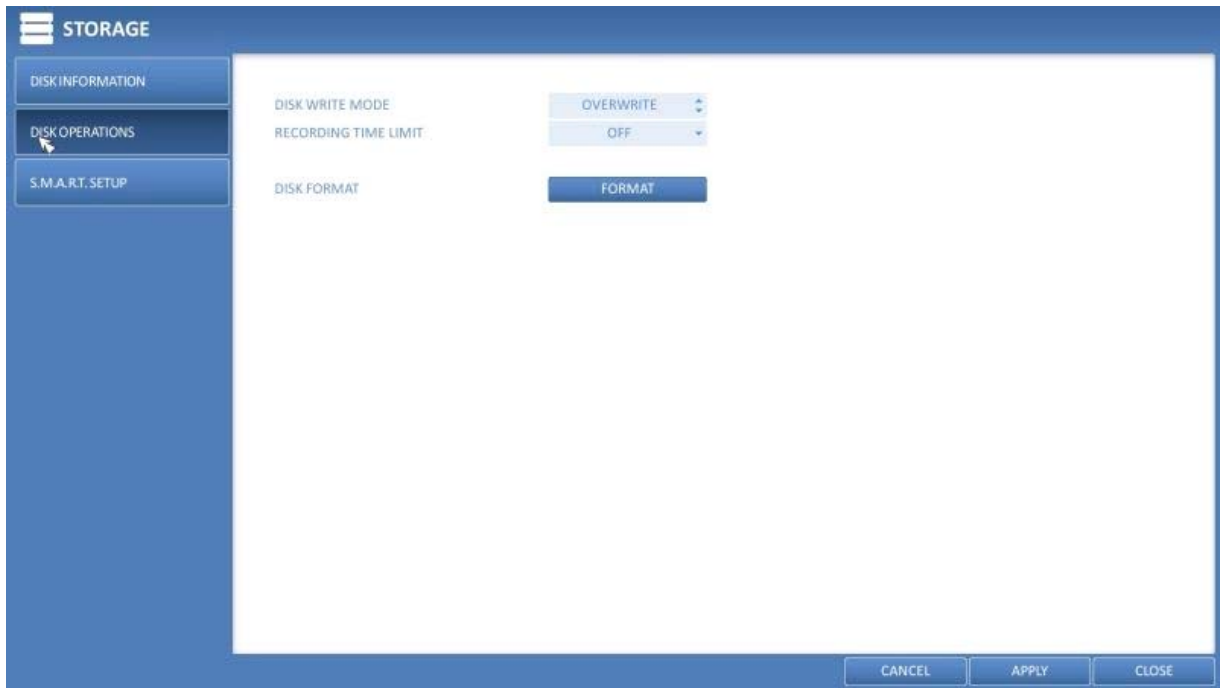 STORAGE
DISK INFORMATION
DISK OPERATIONS
S.M.A.R.T. SETUP
DISK WRITE MODE OVERWRITE
RECORDING TIME LIMIT OFF
DISK FORMAT FORMAT
CANCEL APPLY CLOSE